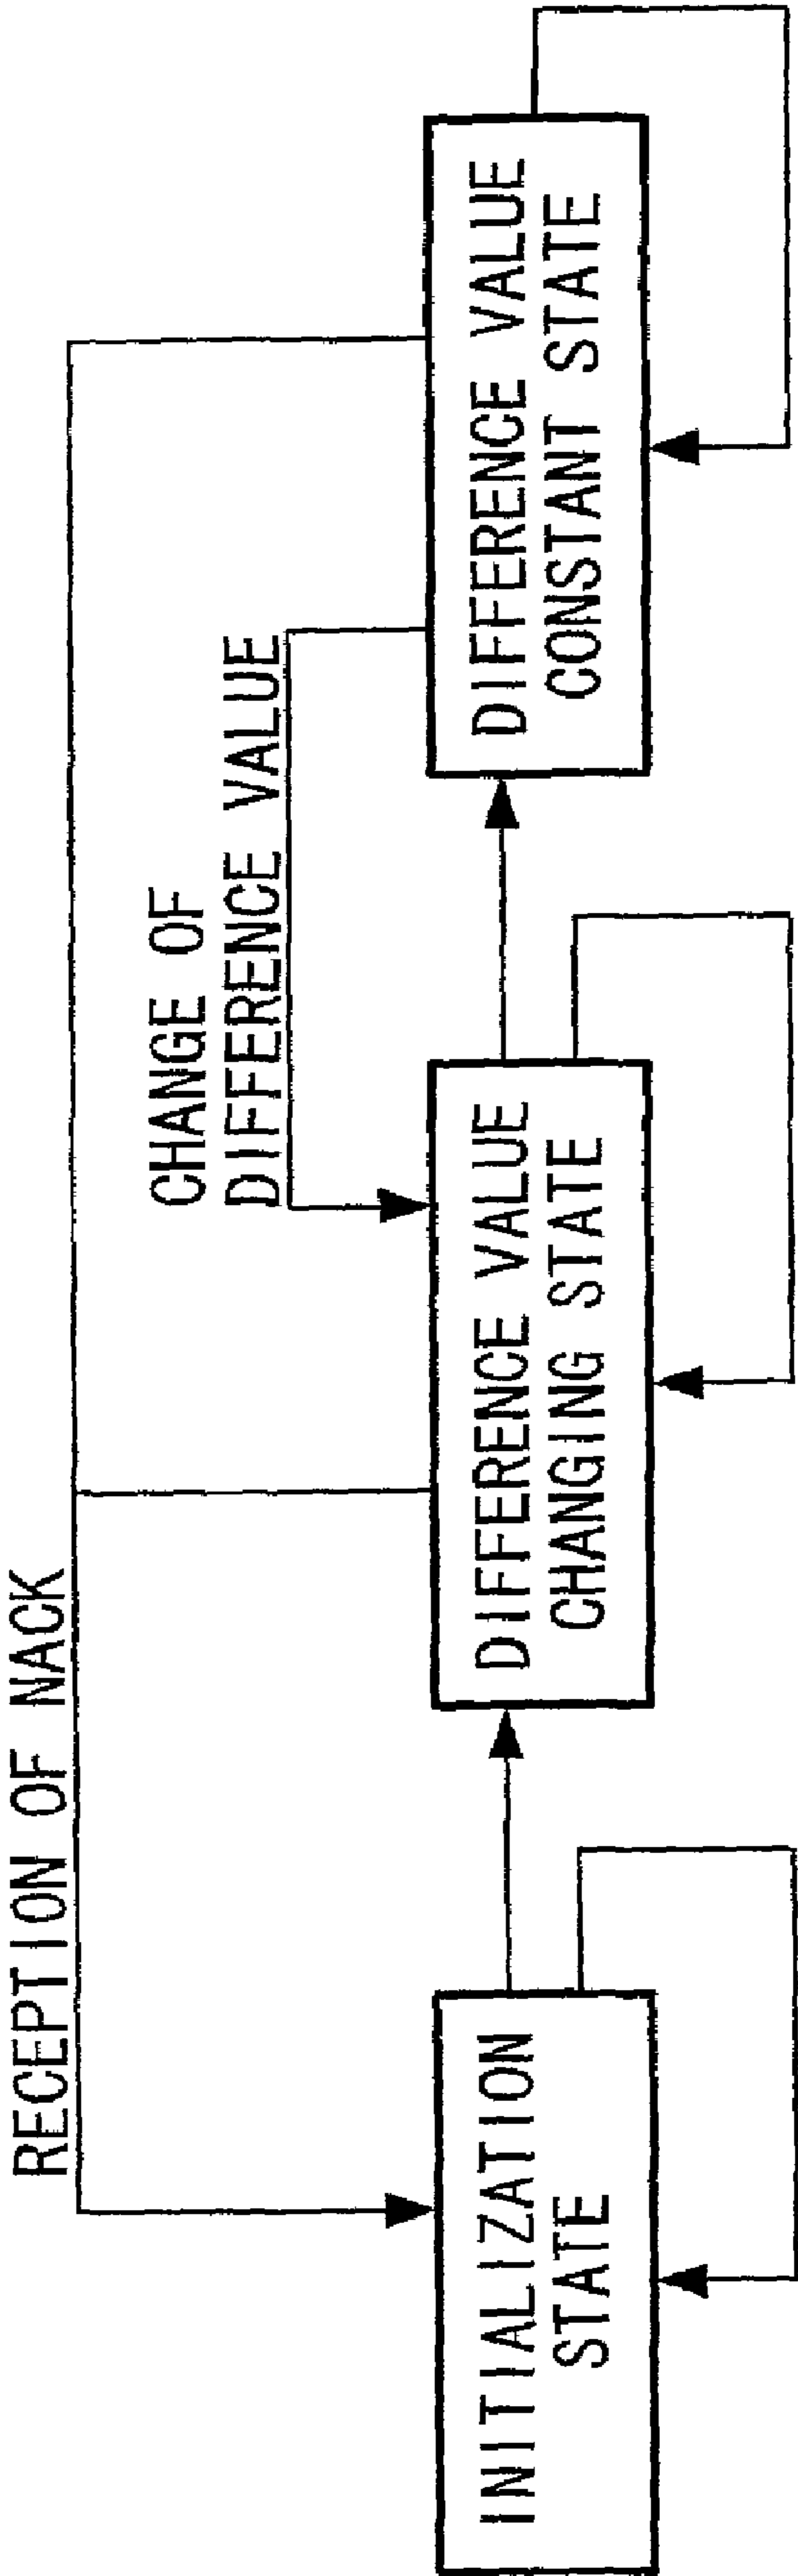 RECEPTION OF NACK
CHANGE OF
DIFFERENCE VALUE
INITIALIZATION
STATE
DIFFERENCE VALUE
CHANGING STATE
DIFFERENCE VALUE
CONSTANT STATE